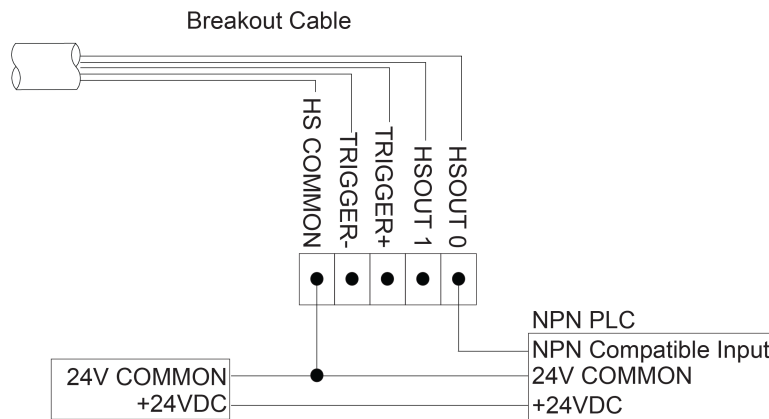 Breakout Cable
HS COMMON
TRIGGER-
TRIGGER+
HSOUT 1
HSOUT 0
NPN PLC
NPN Compatible Input
24V COMMON
24V COMMON
+24VDC
+24VDC